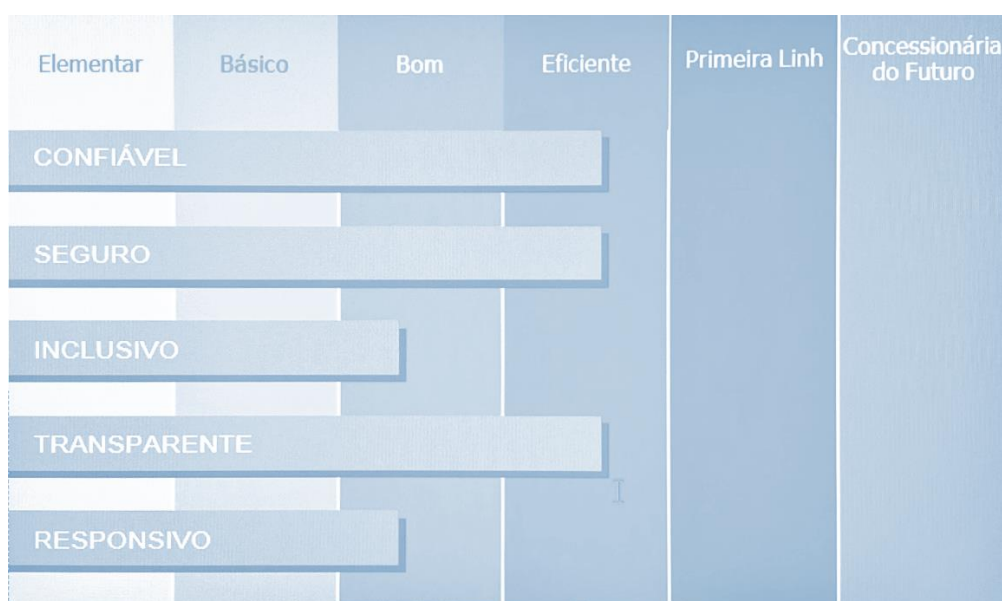 Elementar
Básico
Bom
Eficiente
Primeira Linh
Concessionária
do Futuro
CONFIÁVEL
SEGURO
INCLUSIVO
TRANSPARENTE
RESPONSIVO